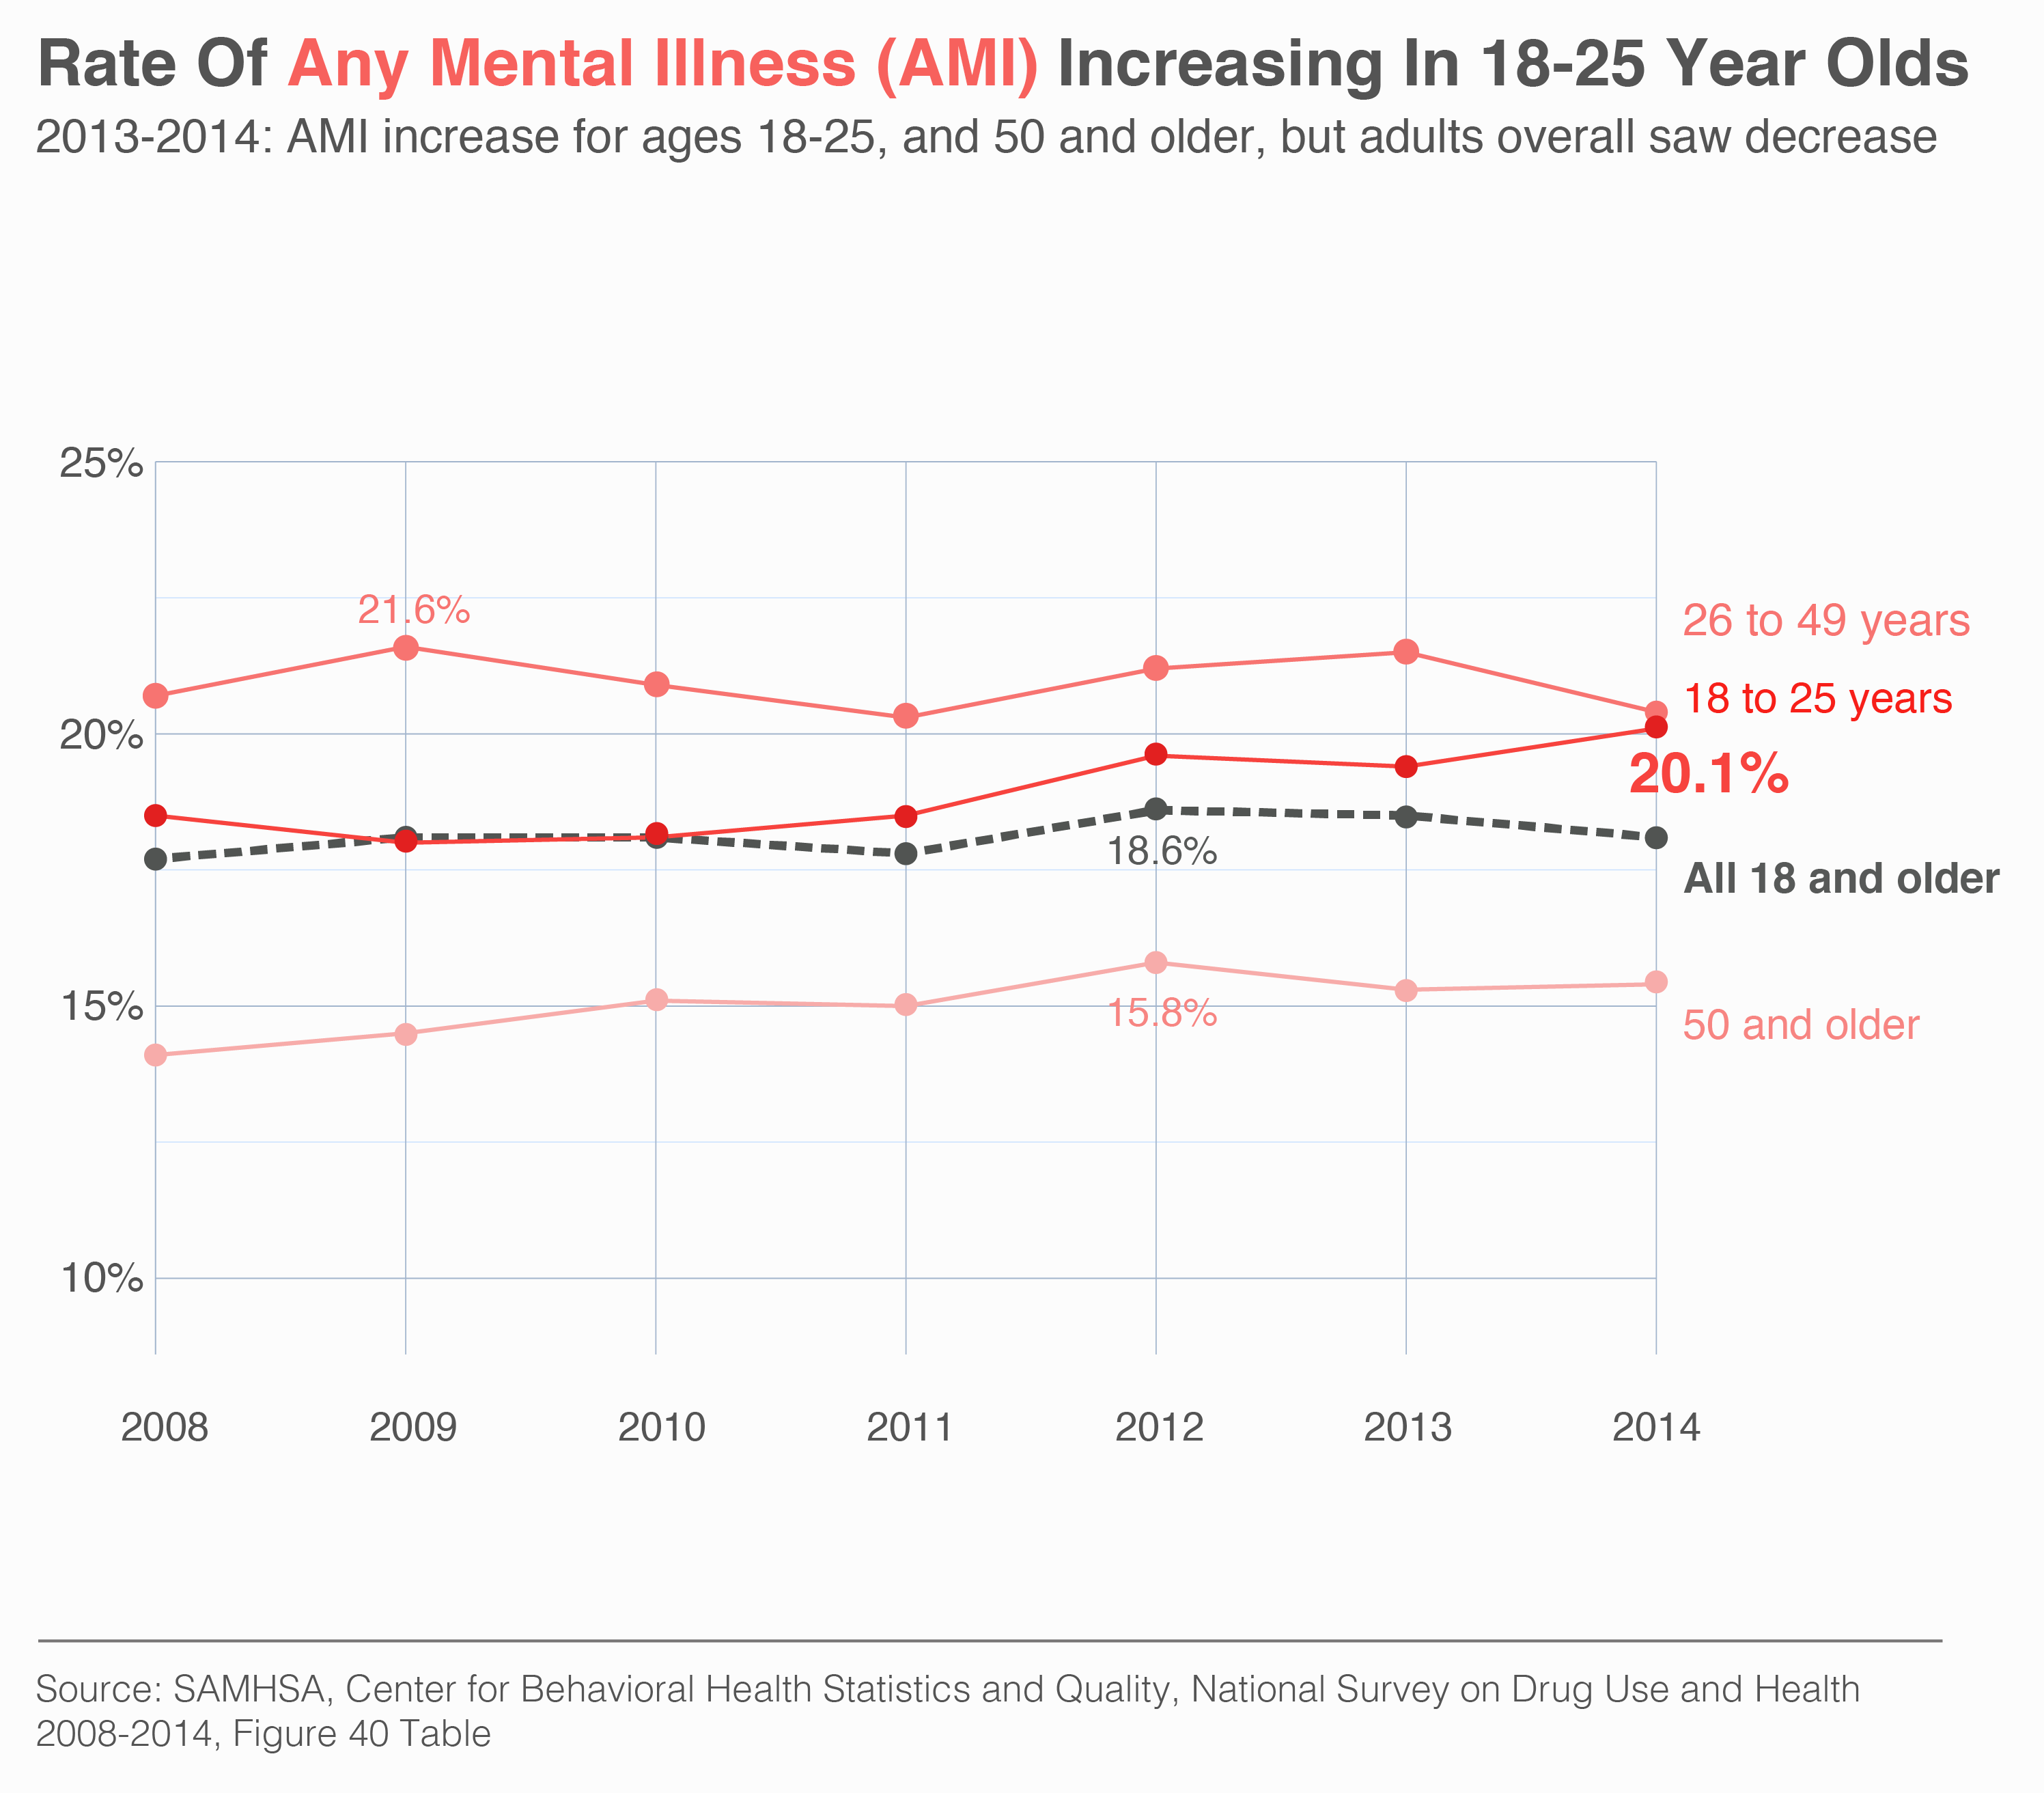 Rate Of Any Mental Illness (AMI) Increasing In 18-25 Year Olds
2013-2014: AMI increase for ages 18-25, and 50 and older, but adults overall saw decrease
25%
21.6%
26 to 49 years
18 to 25 years
20%
20.1%
18.6%
All 18 and older
15%
15.8%
50 and older
10%
2008 2009 2010 2011 2012 2013 2014
Source: SAMHSA, Center for Behavioral Health Statistics and Quality, National Survey on Drug Use and Health
2008-2014, Figure 40 Table